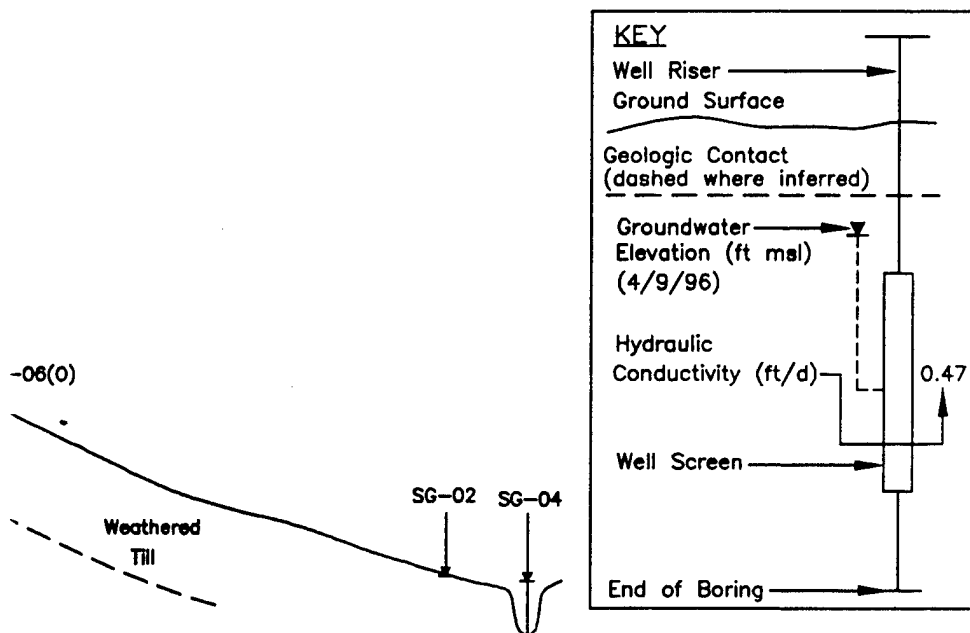 KEY
Well Riser
Ground Surface
Geologic Contact
(dashed where inferred)
Groundwater
Elevation (ft msl)
(4/9/96)
Hydraulic
Conductivity (ft/d)
0.47
Well Screen
End of Boring
-06(0)
SG-02
SG-04
Weathered
Till